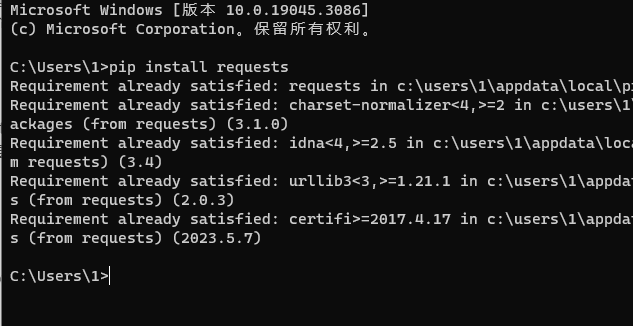 Microsoft Windows [版本 10.0.19045.3086]
(c) Microsoft Corporation。保留所有权利。
C:\Users\1>pip install requests
Requirement already satisfied: requests in c:\users\1\appdata\local\p
Requirement already satisfied: charset-normalizer<4,>=2 in c:\users\1
ackages (from requests) (3.1.0)
Requirement already satisfied: idna<4,>=2.5 in c:\users\1\appdata\loca
m requests) (3.4)
Requirement already satisfied: urllib3<3,>=1.21.1 in c:\users\1\appdat
s (from requests) (2.0.3)
Requirement already satisfied: certifi>=2017.4.17 in c:\users\1\appda
s (from requests) (2023.5.7)
C:\Users\1>